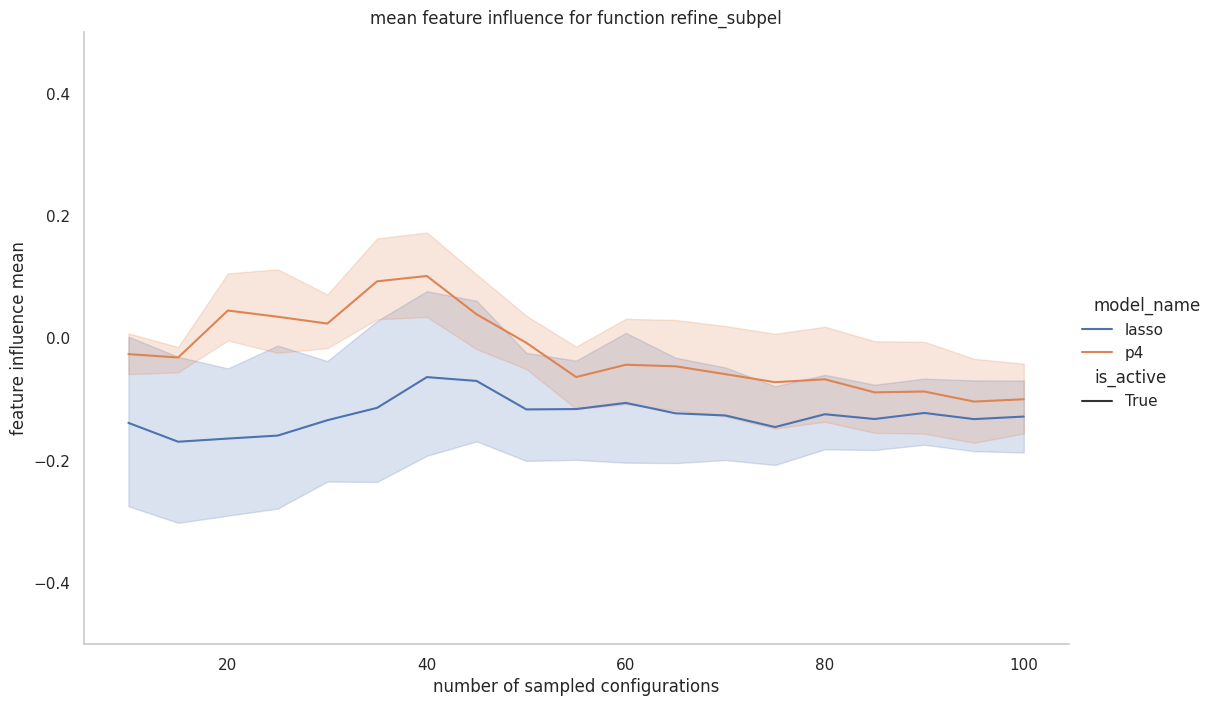 mean feature influence for function refine_subpel
feature influence mean
0.4
0.2
0.0
−0.2
−0.4
20
40
60
80
100
number of sampled configurations
model_name
lasso
p4
is_active
True